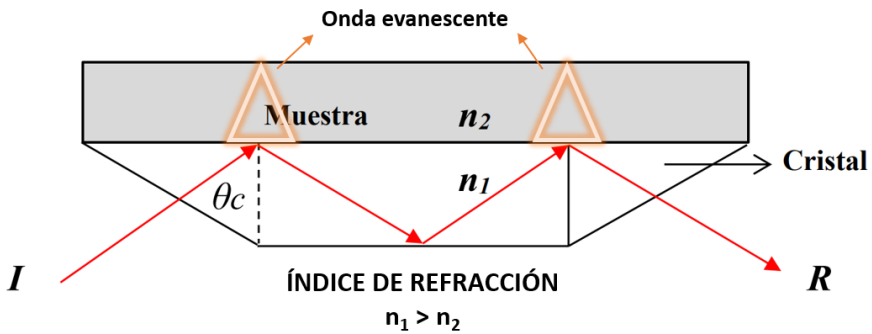 Onda evanescente
Muestra
n2
n1
Cristal
θc
I
R
ÍNDICE DE REFRACCIÓN
n1 > n2